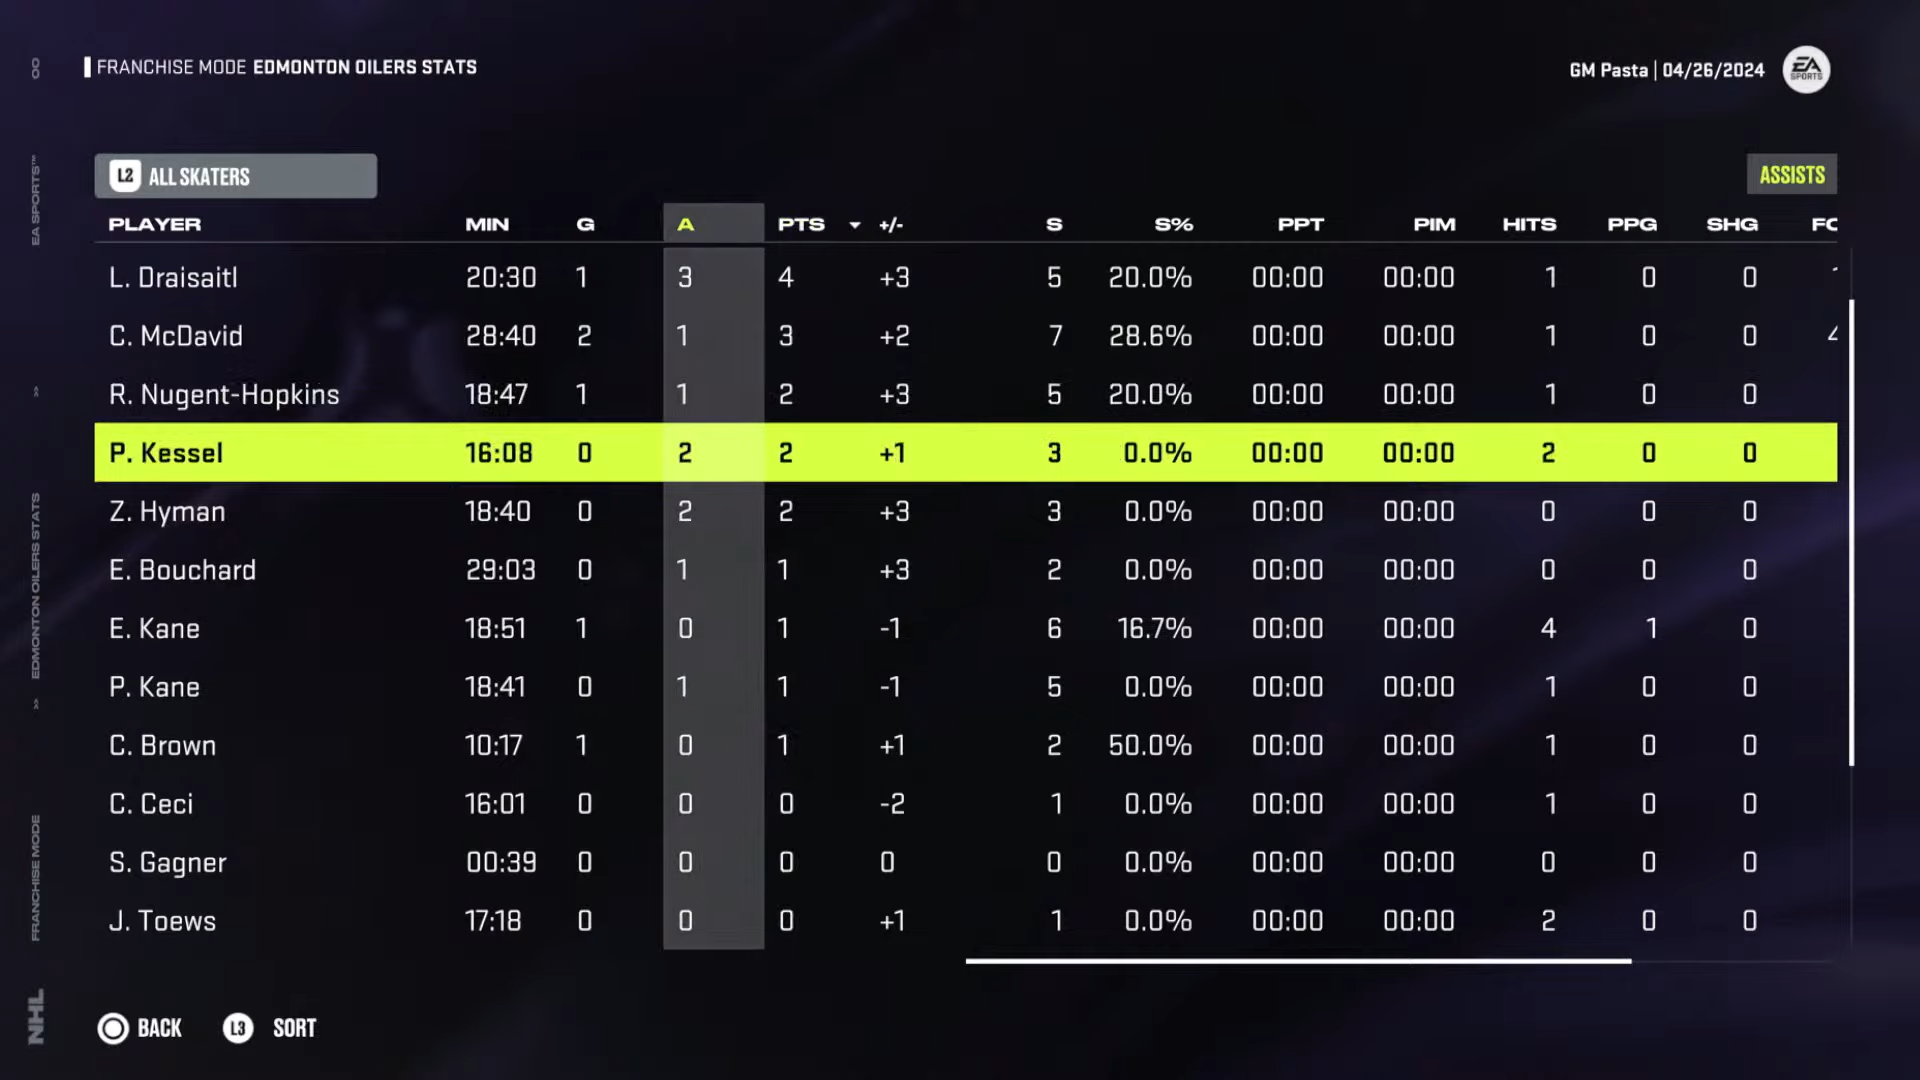 FRANCHISE MODE EDMONTON OILERS STATS
GM Pasta | 04/26/2024
EA SPORTS
L2 ALL SKATERS
ASSISTS
PLAYER MIN G A PTS +/- S S% PPT PIM HITS PPG SHG
L. Draisaitl 20:30 1 3 4 +3 5 20.0% 00:00 00:00 1 0 0
C. McDavid 28:40 2 1 3 +2 7 28.6% 00:00 00:00 1 0 0
R. Nugent-Hopkins 18:47 1 1 2 +3 5 20.0% 00:00 00:00 1 0 0
P. Kessel 16:08 0 2 2 +1 3 0.0% 00:00 00:00 2 0 0
Z. Hyman 18:40 0 2 2 +3 3 0.0% 00:00 00:00 0 0 0
E. Bouchard 29:03 0 1 1 +3 2 0.0% 00:00 00:00 0 0 0
E. Kane 18:51 1 0 1 -1 6 16.7% 00:00 00:00 4 1 0
P. Kane 18:41 0 1 1 -1 5 0.0% 00:00 00:00 1 0 0
C. Brown 10:17 1 0 1 +1 2 50.0% 00:00 00:00 1 0 0
C. Ceci 16:01 0 0 0 -2 1 0.0% 00:00 00:00 1 0 0
S. Gagner 00:39 0 0 0 0 0 0.0% 00:00 00:00 0 0 0
J. Toews 17:18 0 0 0 +1 1 0.0% 00:00 00:00 2 0 0
BACK L3 SORT
NHL
FRANCHISE MODE
>> EDMONTON OILERS STATS
>> EA SPORTS™